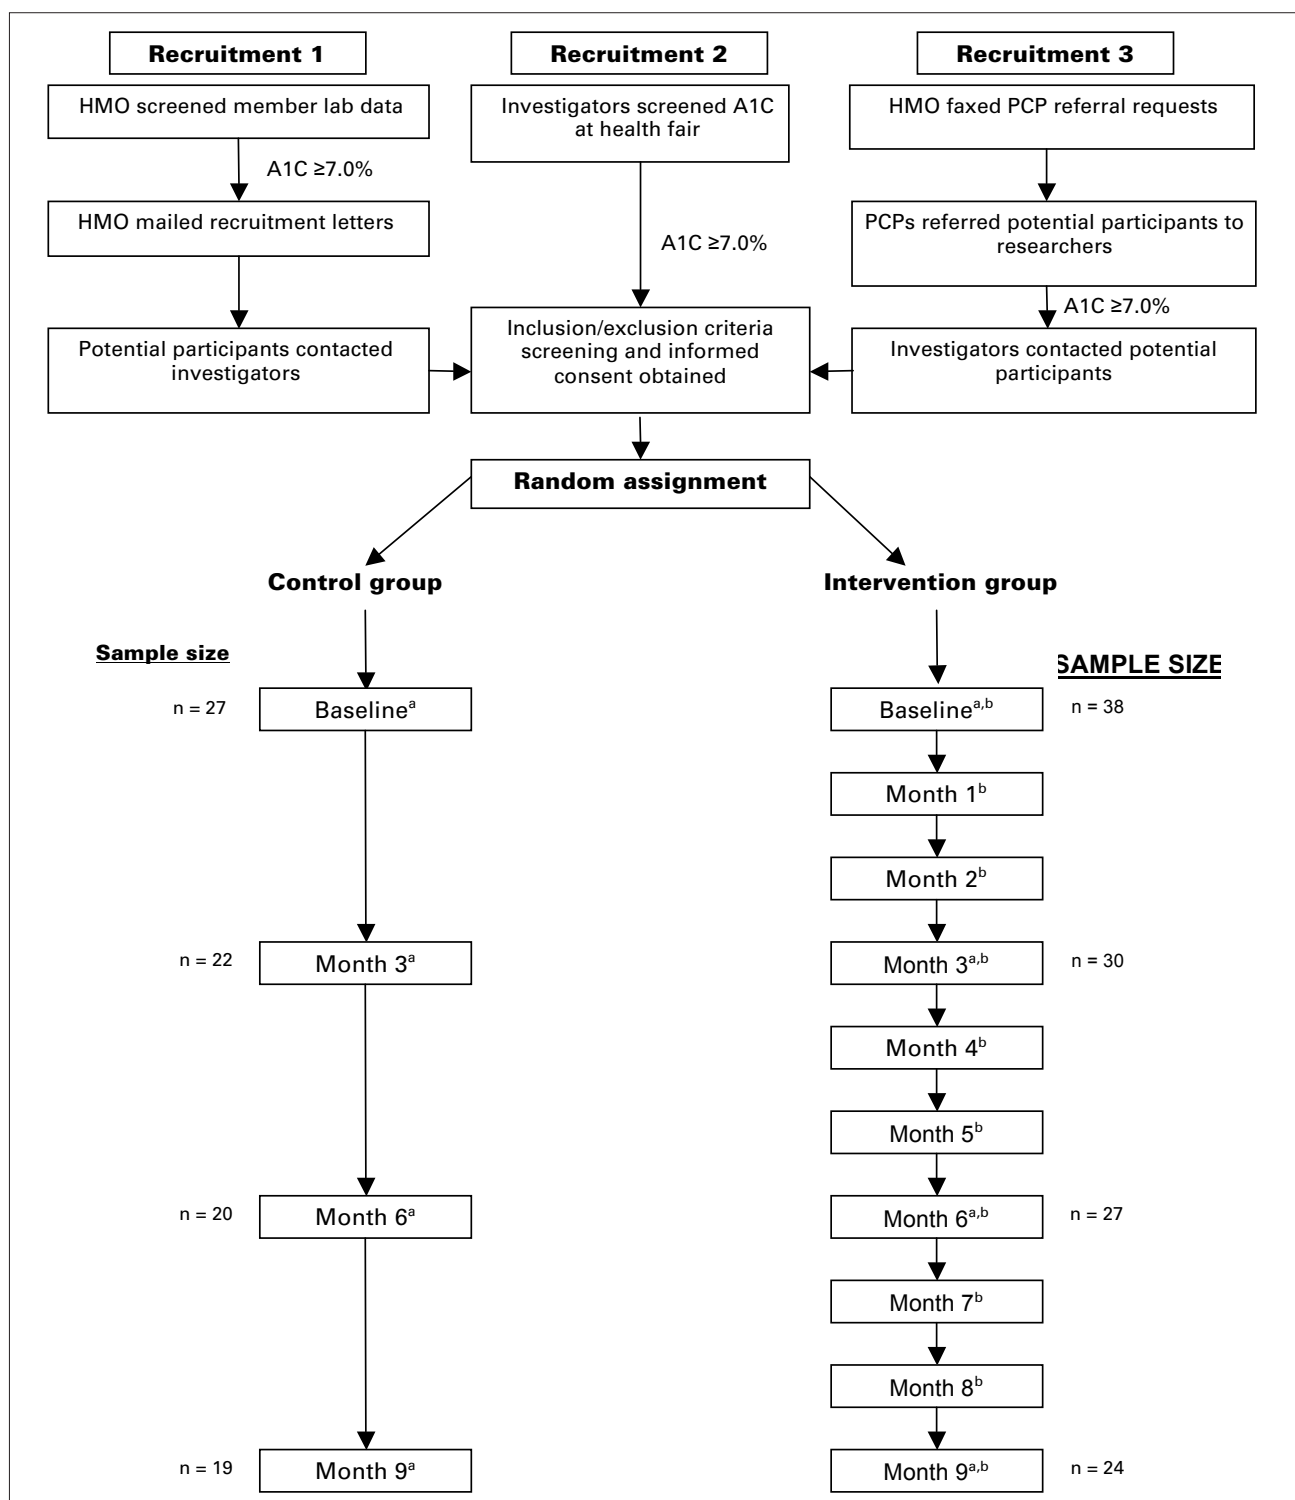 Recruitment 1
Recruitment 2
Recruitment 3
HMO screened member lab data
Investigators screened A1C
at health fair
HMO faxed PCP referral requests
A1C ≥7.0%
HMO mailed recruitment letters
A1C ≥7.0%
PCPs referred potential participants to
researchers
A1C ≥7.0%
Potential participants contacted
investigators
Inclusion/exclusion criteria
screening and informed
consent obtained
Investigators contacted potential
participants
Random assignment
Control group
Intervention group
Sample size
SAMPLE SIZE
n = 27
Baselineᵃ
Baselineᵃ,ᵇ
n = 38
Month 1ᵇ
Month 2ᵇ
n = 22
Month 3ᵃ
Month 3ᵃ,ᵇ
n = 30
Month 4ᵇ
Month 5ᵇ
n = 20
Month 6ᵃ
Month 6ᵃ,ᵇ
n = 27
Month 7ᵇ
Month 8ᵇ
n = 19
Month 9ᵃ
Month 9ᵃ,ᵇ
n = 24